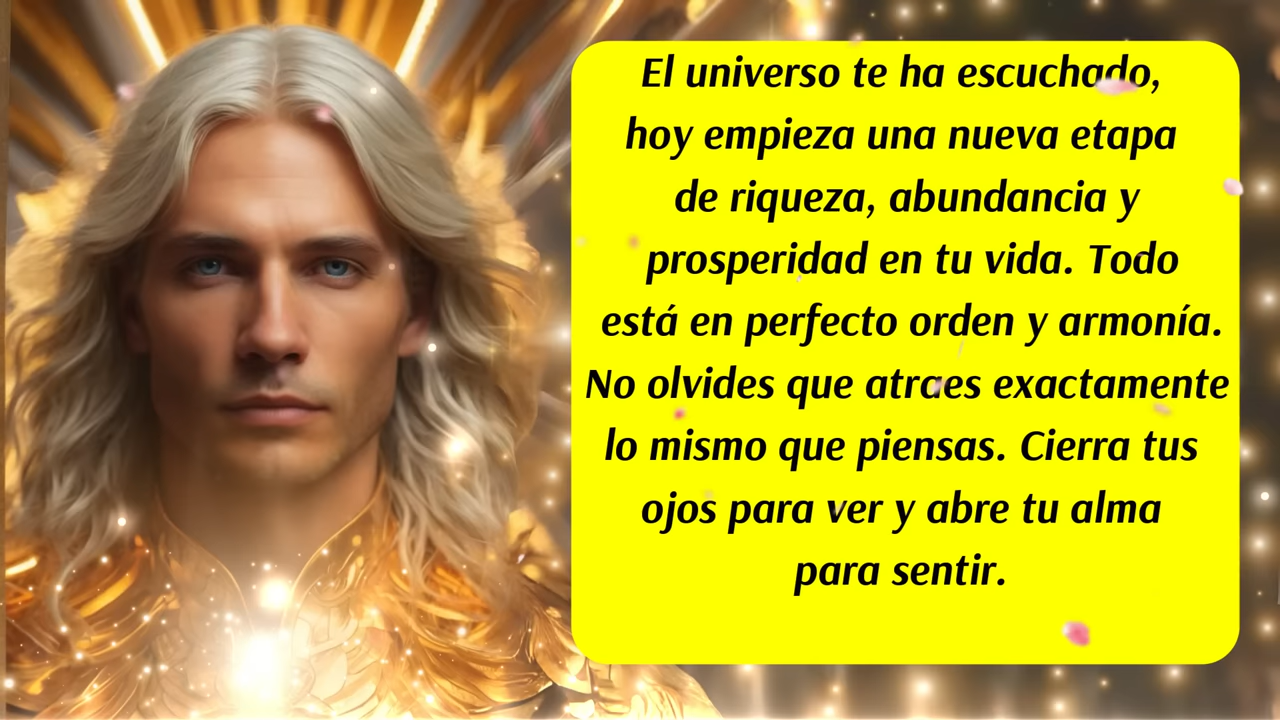 El universo te ha escuchado,
hoy empieza una nueva etapa
de riqueza, abundancia y
prosperidad en tu vida. Todo
está en perfecto orden y armonía.
No olvides que atraes exactamente
lo mismo que piensas. Cierra tus
ojos para ver y abre tu alma
para sentir.